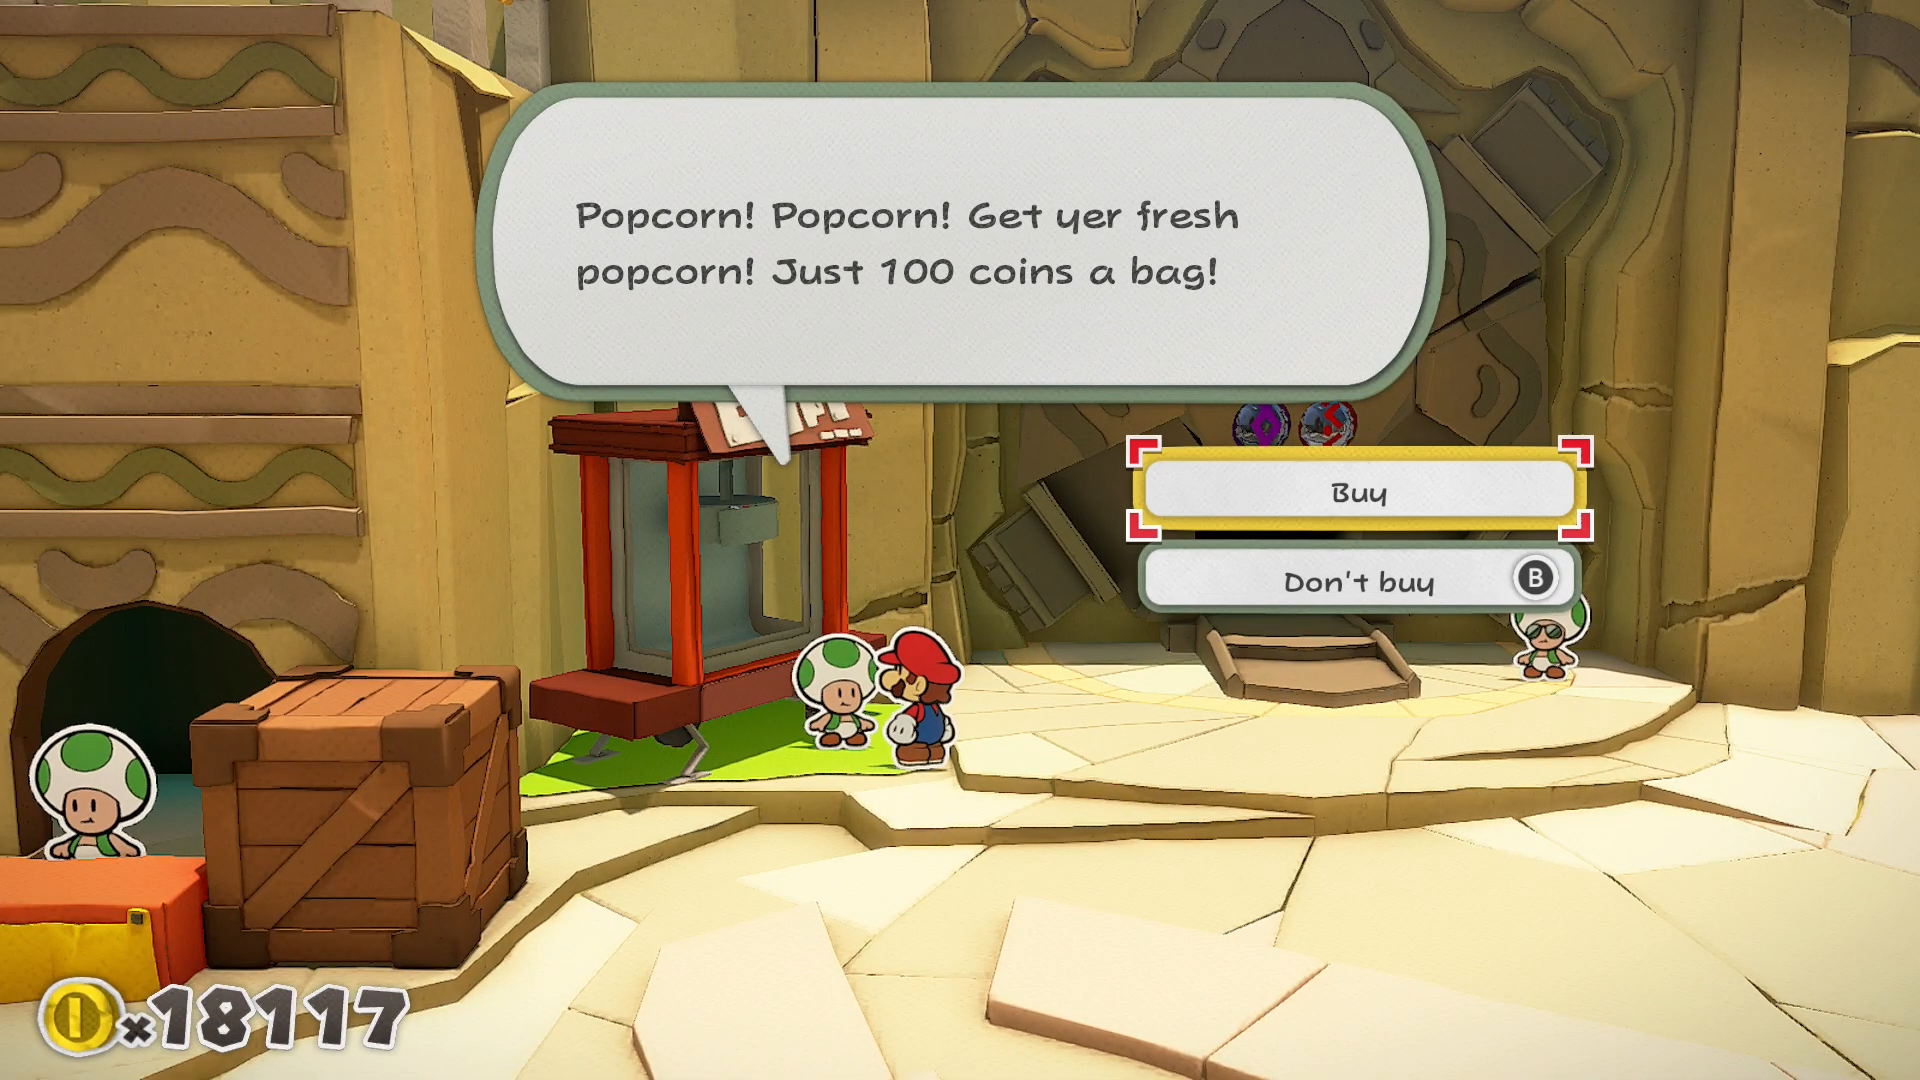 Popcorn! Popcorn! Get yer fresh
popcorn! Just 100 coins a bag!
Buy
Don't buy B
×18117